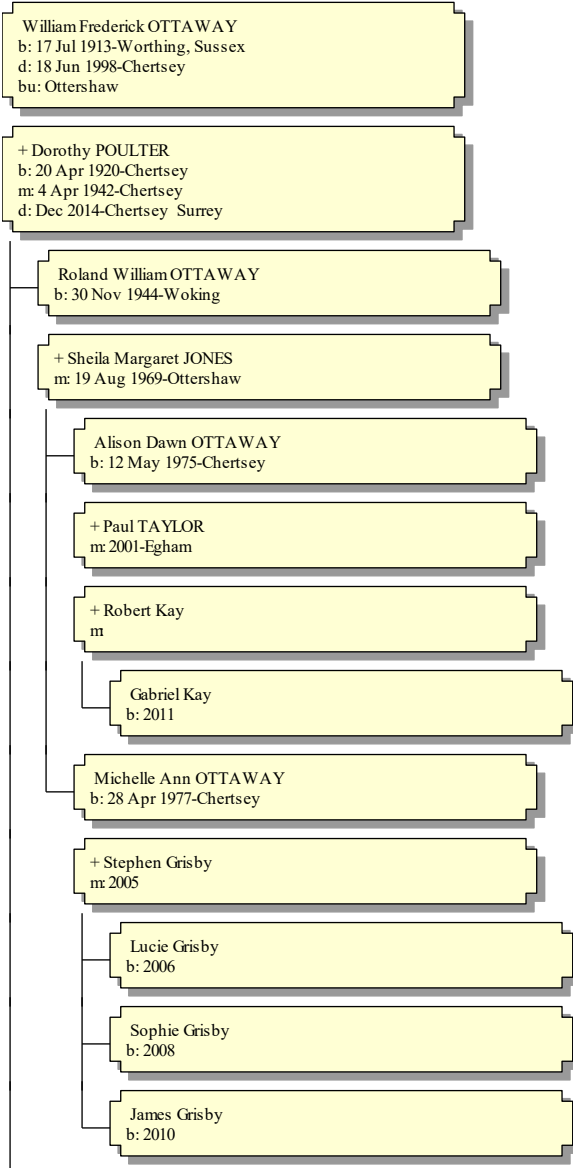 William Frederick OTTAWAY
b: 17 Jul 1913-Worthing, Sussex
d: 18 Jun 1998-Chertsey
bu: Ottershaw
+ Dorothy POULTER
b: 20 Apr 1920-Chertsey
m: 4 Apr 1942-Chertsey
d: Dec 2014-Chertsey  Surrey
Roland William OTTAWAY
b: 30 Nov 1944-Woking
+ Sheila Margaret JONES
m: 19 Aug 1969-Ottershaw
Alison Dawn OTTAWAY
b: 12 May 1975-Chertsey
+ Paul TAYLOR
m: 2001-Egham
+ Robert Kay
m:
Gabriel Kay
b: 2011
Michelle Ann OTTAWAY
b: 28 Apr 1977-Chertsey
+ Stephen Grisby
m: 2005
Lucie Grisby
b: 2006
Sophie Grisby
b: 2008
James Grisby
b: 2010